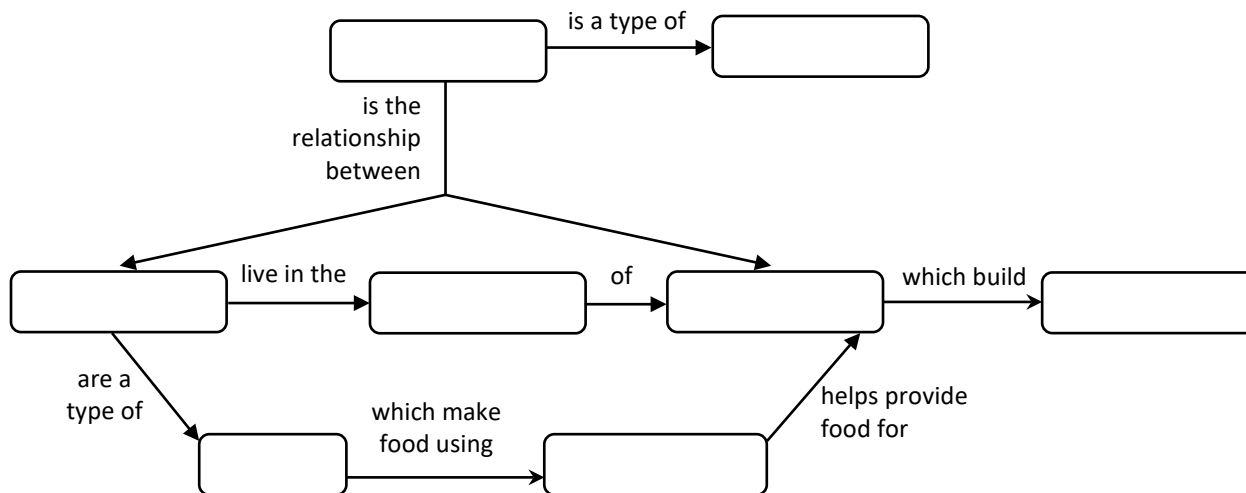 is a type of
is the
relationship
between
live in the
of
which build
are a
type of
which make
food using
helps provide
food for